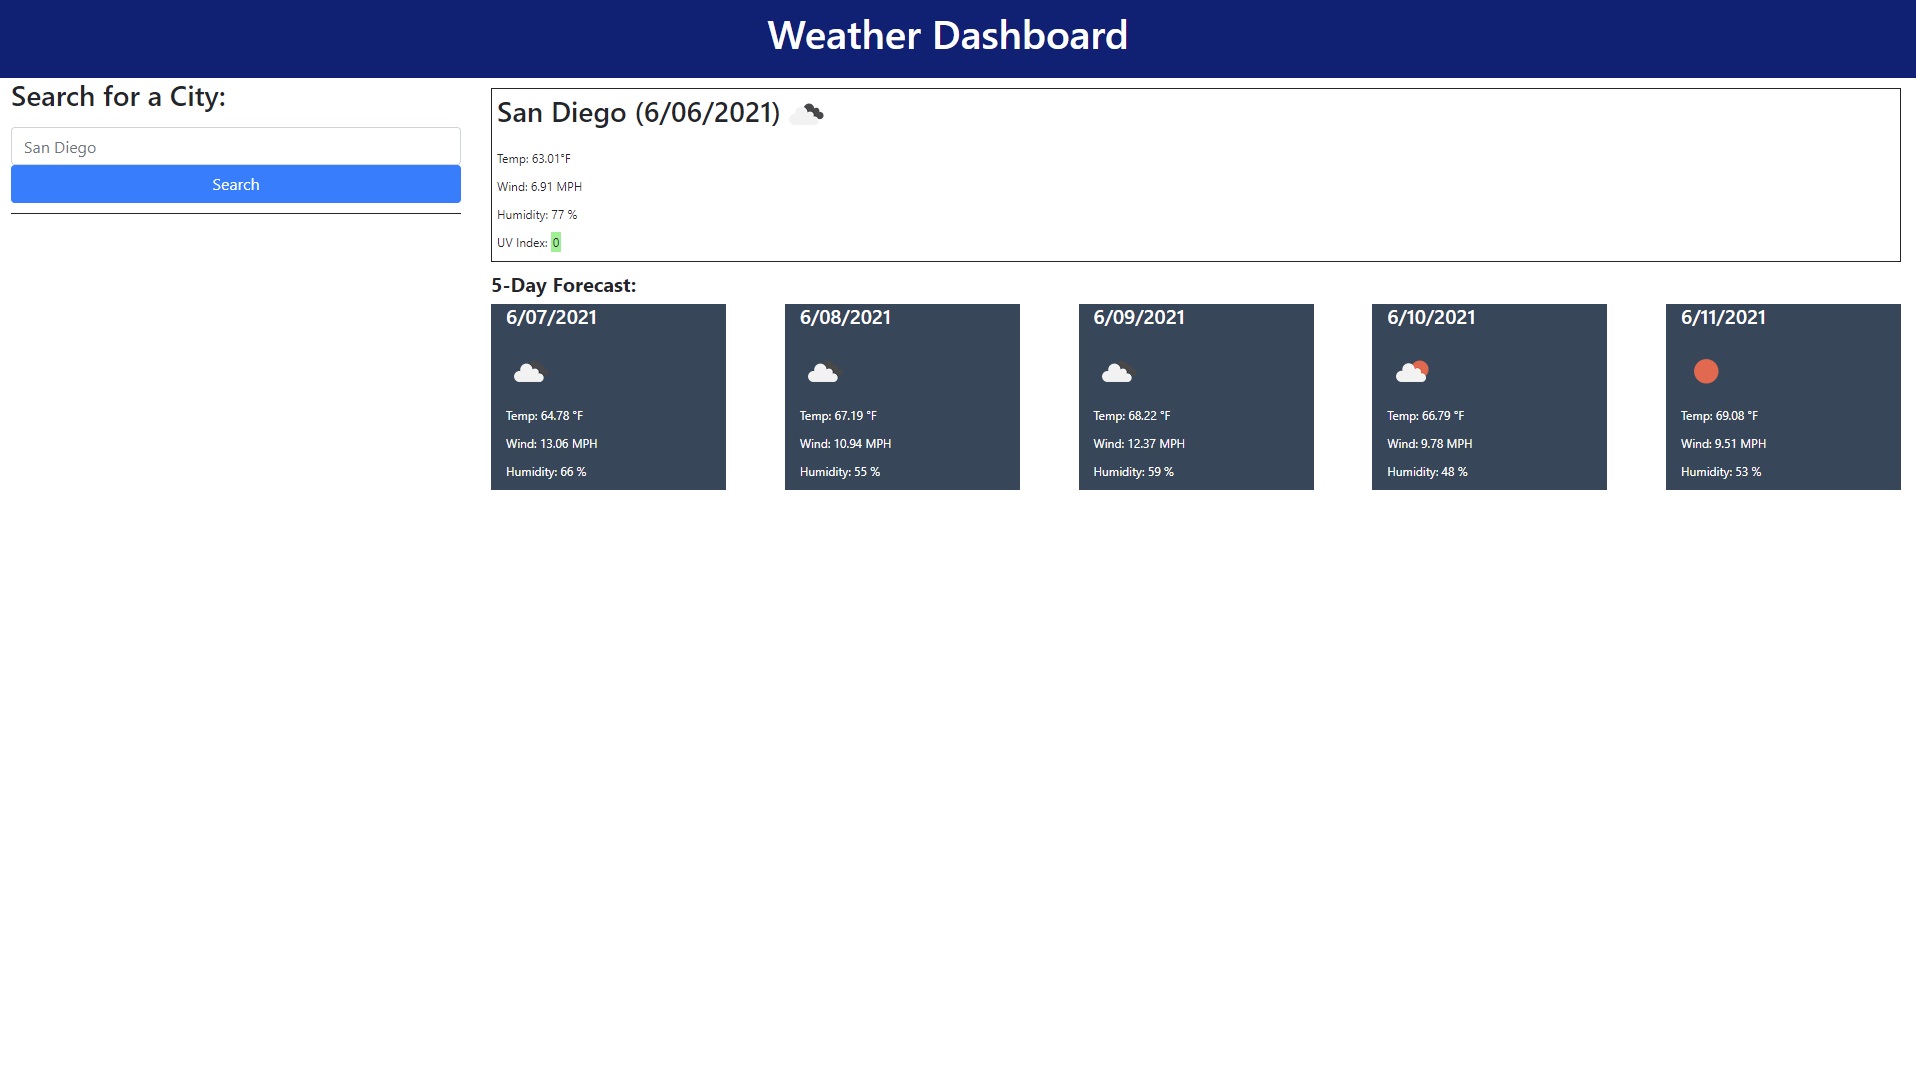 Weather Dashboard
Search for a City:
San Diego
Search
San Diego (6/06/2021)
Temp: 63.01°F
Wind: 6.91 MPH
Humidity: 77 %
UV Index: 0
5-Day Forecast:
6/07/2021
Temp: 64.78 °F
Wind: 13.06 MPH
Humidity: 66 %
6/08/2021
Temp: 67.19 °F
Wind: 10.94 MPH
Humidity: 55 %
6/09/2021
Temp: 68.22 °F
Wind: 12.37 MPH
Humidity: 59 %
6/10/2021
Temp: 66.79 °F
Wind: 9.78 MPH
Humidity: 48 %
6/11/2021
Temp: 69.08 °F
Wind: 9.51 MPH
Humidity: 53 %